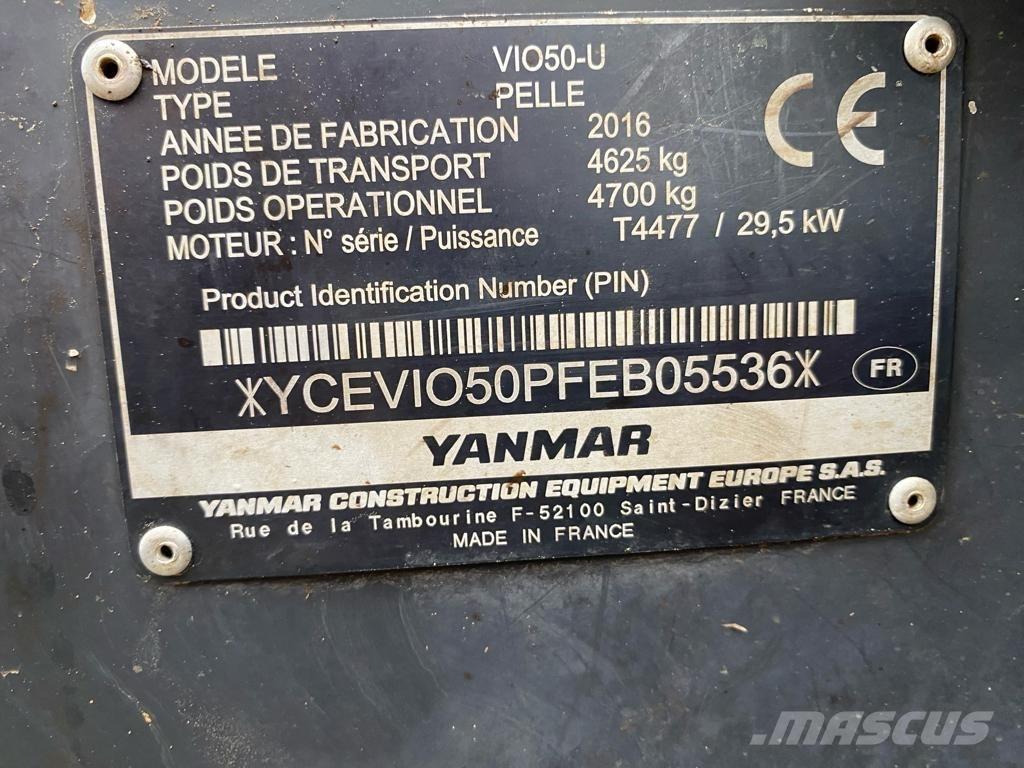 MODELE VIO50-U
TYPE PELLE
ANNEE DE FABRICATION 2016
POIDS DE TRANSPORT 4625 kg
POIDS OPERATIONNEL 4700 kg
MOTEUR : N° série / Puissance T4477 / 29,5 kW
CE
Product Identification Number (PIN)
*YCEVIO50PFEB05536*
FR
YANMAR
YANMAR CONSTRUCTION EQUIPMENT EUROPE S.A.S.
Rue de la Tambourine F-52100 Saint-Dizier FRANCE
MADE IN FRANCE
MASCUS